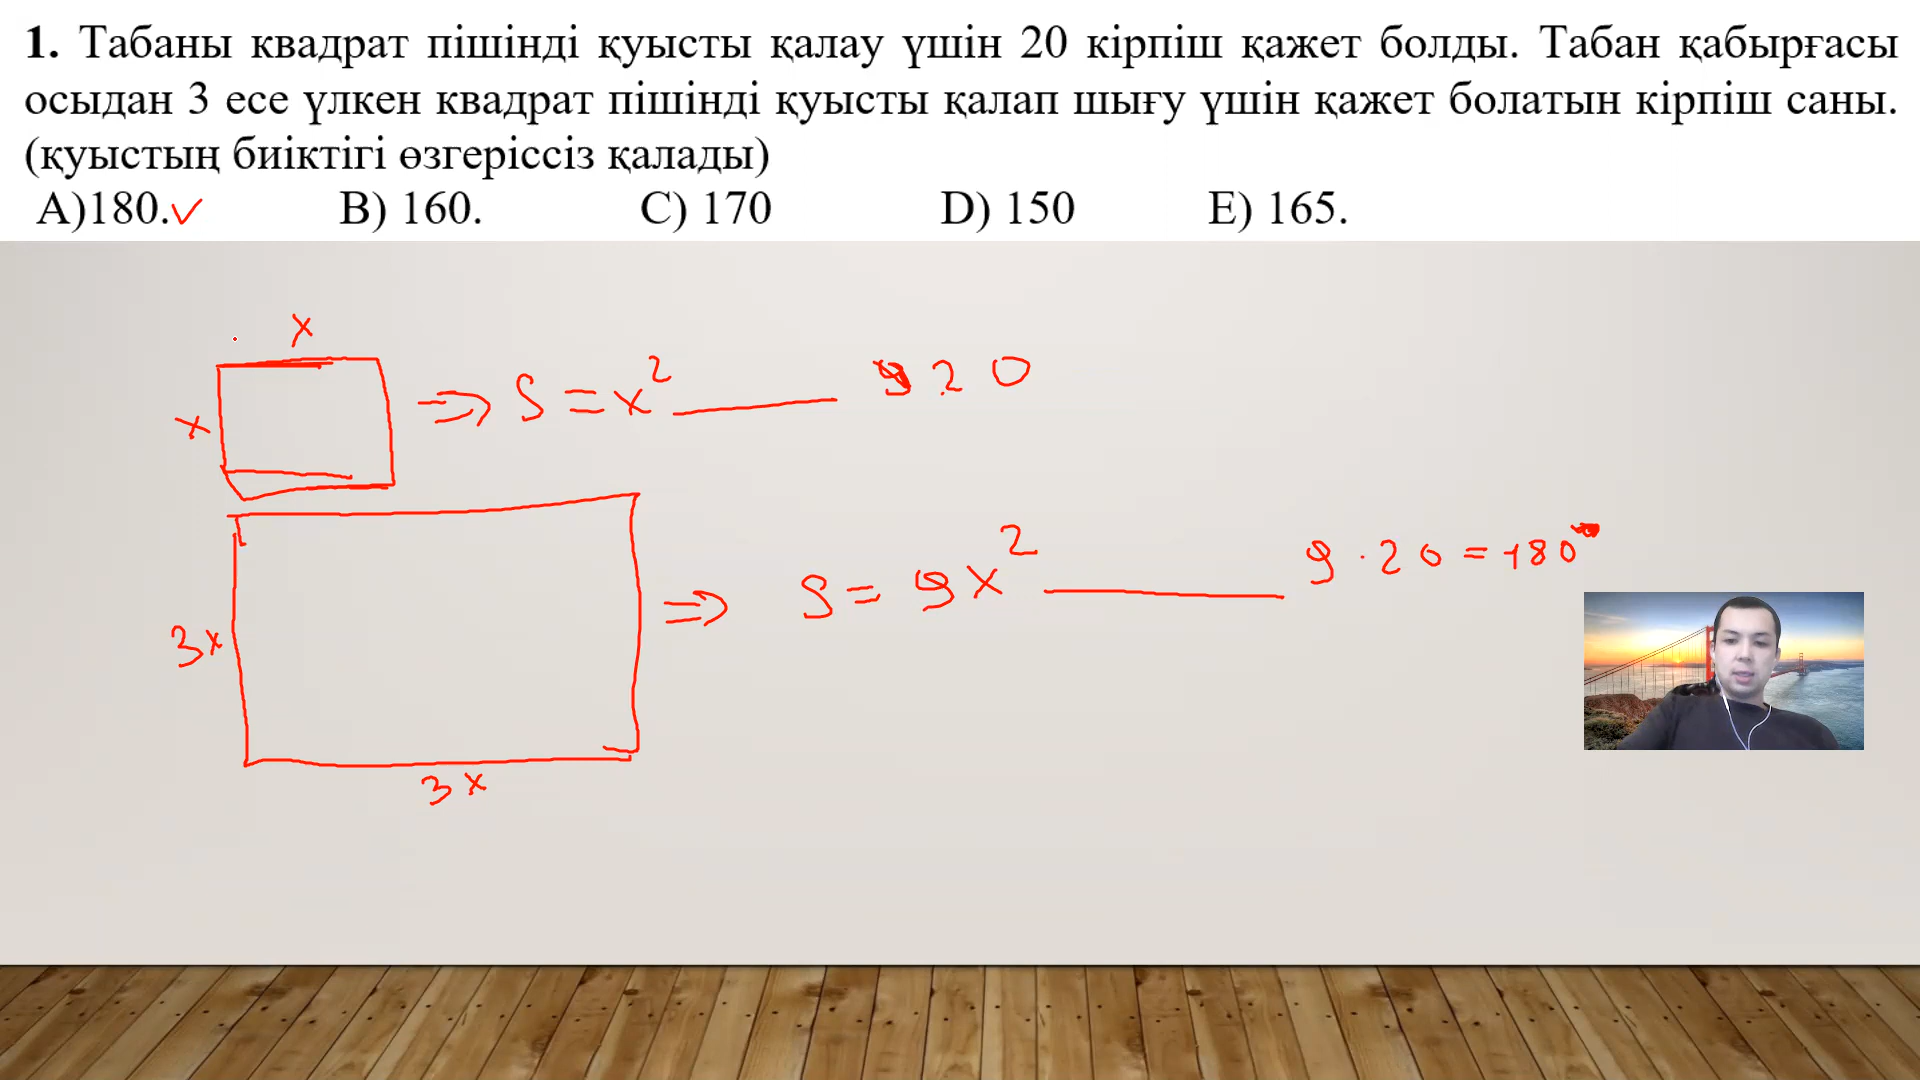 1. Табаны квадрат пішінді қуысты қалау үшін 20 кірпіш қажет болды. Табан қабырғасы
осыдан 3 есе үлкен квадрат пішінді қуысты қалап шығу үшін қажет болатын кірпіш саны.
(қуыстың биіктігі өзгеріссіз қалады)
A)180.✓ B) 160. C) 170 D) 150 E) 165.
x
x ⇒ S = x² 20
3x ⇒ S = 9x² 9 · 20 = 180
3x